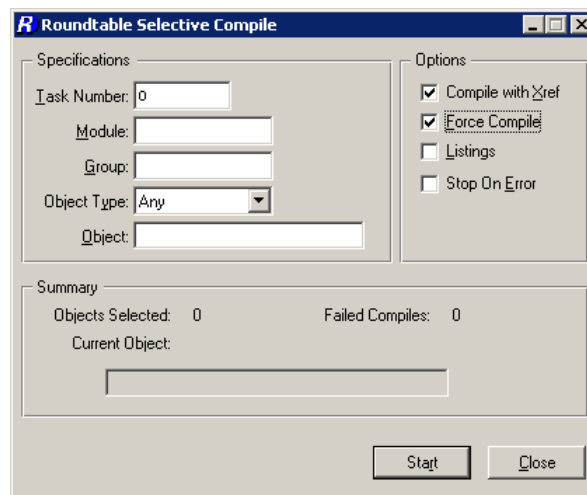 R Roundtable Selective Compile
Specifications
Task Number: 0
Module:
Group:
Object Type: Any
Object:
Options
Compile with Xref
Force Compile
Listings
Stop On Error
Summary
Objects Selected: 0 Failed Compiles: 0
Current Object:
Start Close